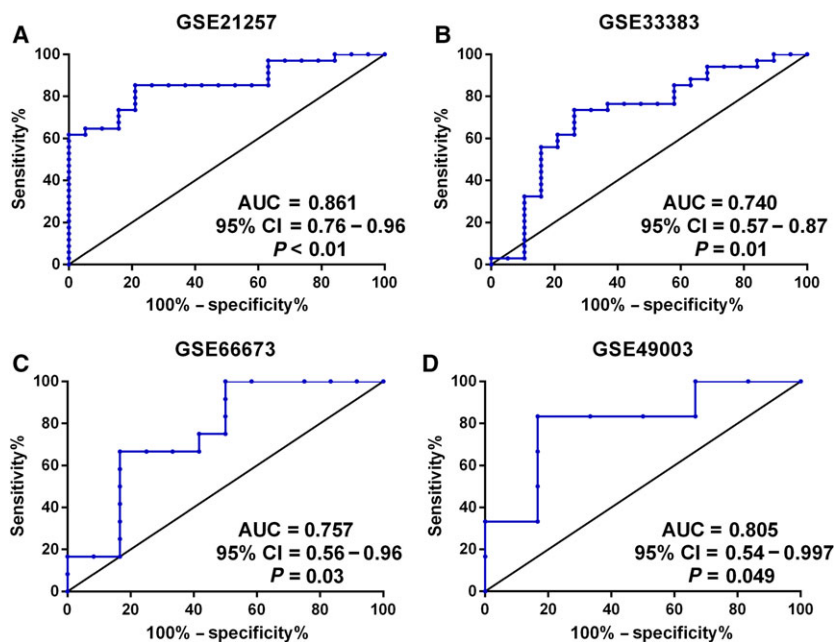 A
GSE21257
100
80
60
40
20
0
Sensitivity%
AUC = 0.861
95% CI = 0.76 – 0.96
P < 0.01
0 20 40 60 80 100
100% – specificity%
B
GSE33383
100
80
60
40
20
0
Sensitivity%
AUC = 0.740
95% CI = 0.57 – 0.87
P = 0.01
0 20 40 60 80 100
100% – specificity%
C
GSE66673
100
80
60
40
20
0
Sensitivity%
AUC = 0.757
95% CI = 0.56 – 0.96
P = 0.03
0 20 40 60 80 100
100% – specificity%
D
GSE49003
100
80
60
40
20
0
Sensitivity%
AUC = 0.805
95% CI = 0.54 – 0.997
P = 0.049
0 20 40 60 80 100
100% – specificity%